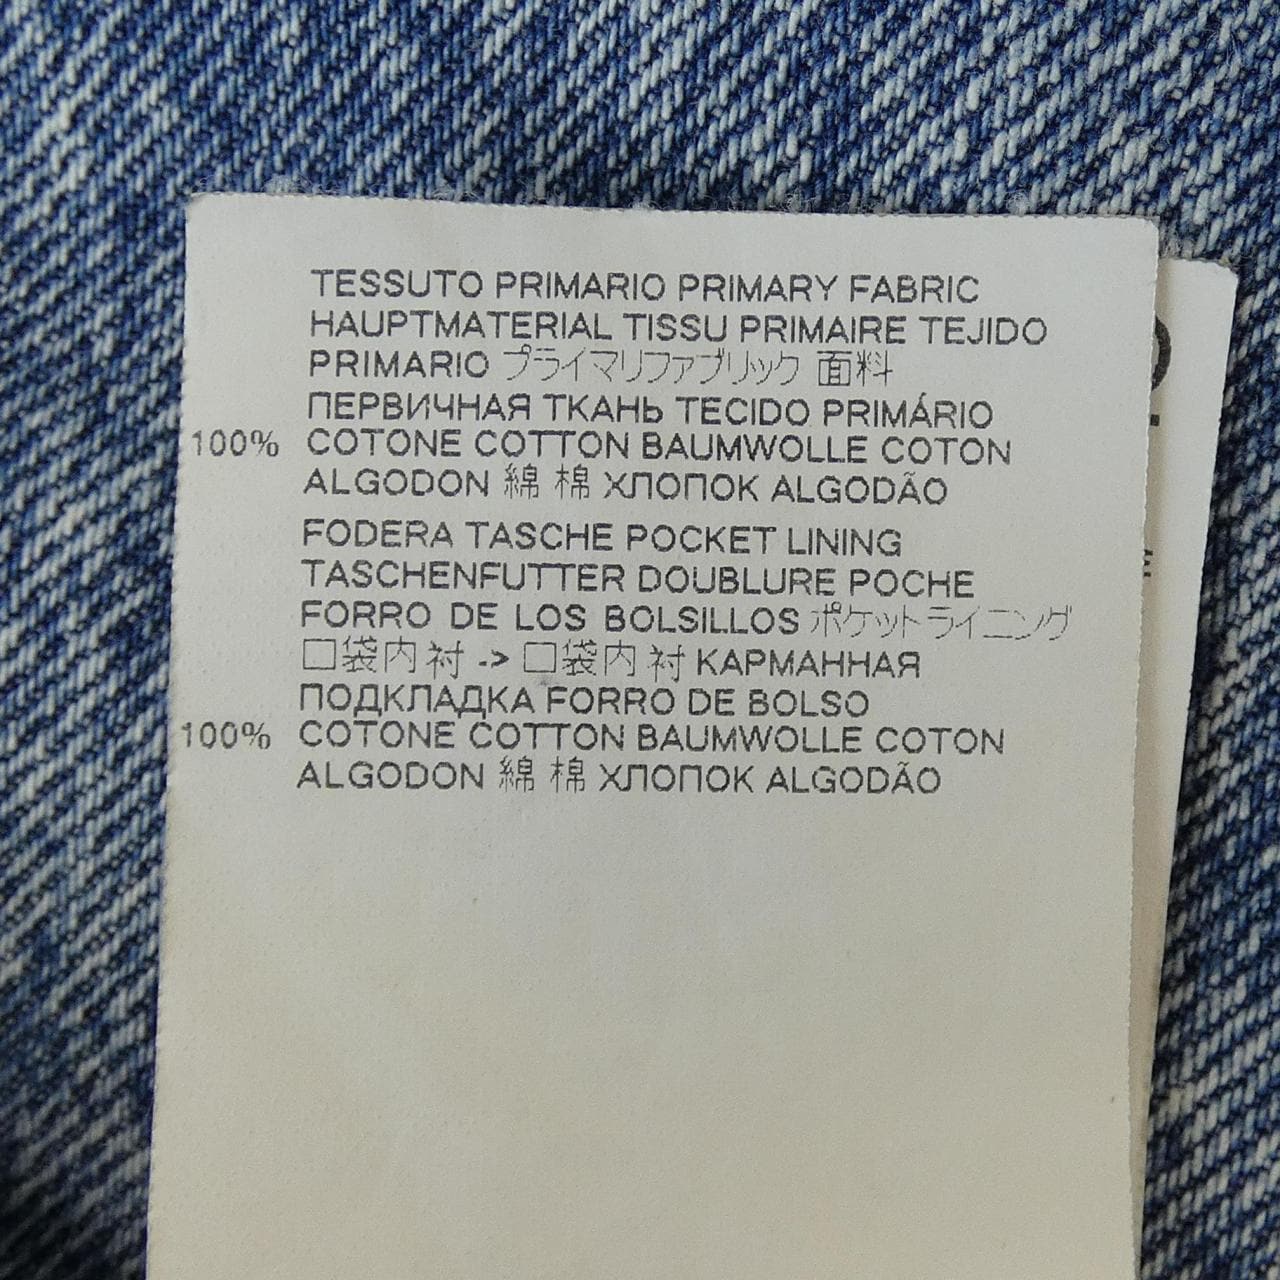 TESSUTO PRIMARIO PRIMARY FABRIC
HAUPTMATERIAL TISSU PRIMAIRE TEJIDO
PRIMARIO プライマリファブリック 面料
ПЕРВИЧНАЯ ТКАНЬ TECIDO PRIMÁRIO
100% COTONE COTTON BAUMWOLLE COTON
ALGODON 綿 棉 ХЛОПОК ALGODÃO
FODERA TASCHE POCKET LINING
TASCHENFUTTER DOUBLURE POCHE
FORRO DE LOS BOLSILLOS ポケットライニング
口袋内衬 -> 口袋内衬 КАРМАННАЯ
ПОДКЛАДКА FORRO DE BOLSO
100% COTONE COTTON BAUMWOLLE COTON
ALGODON 綿 棉 ХЛОПОК ALGODÃO